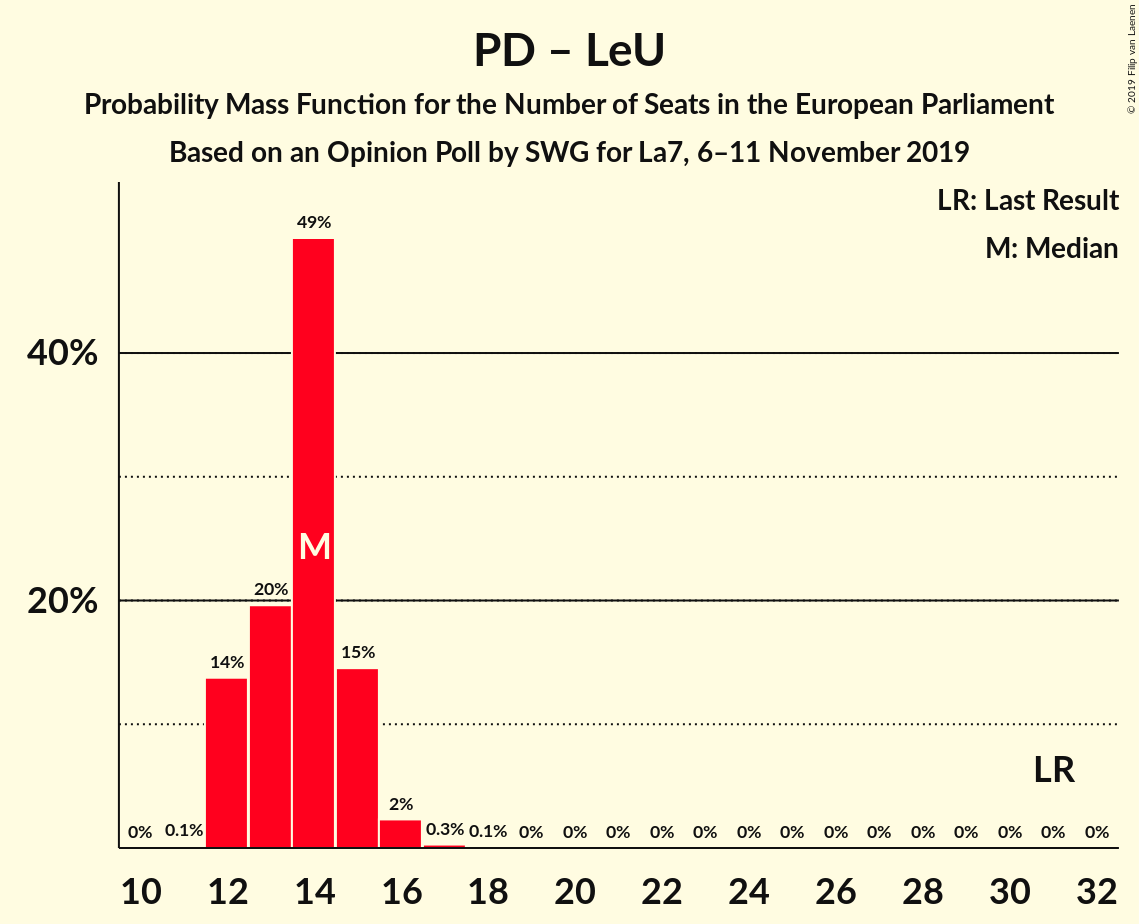 PD – LeU
Probability Mass Function for the Number of Seats in the European Parliament
Based on an Opinion Poll by SWG for La7, 6–11 November 2019
© 2019 Filip van Laenen
LR: Last Result
M: Median
49%
40%
M
20%
20%
14%
15%
LR
2%
0% 0.1% 0.3% 0.1% 0% 0% 0% 0% 0% 0% 0% 0% 0% 0% 0% 0% 0% 0%
10 12 14 16 18 20 22 24 26 28 30 32